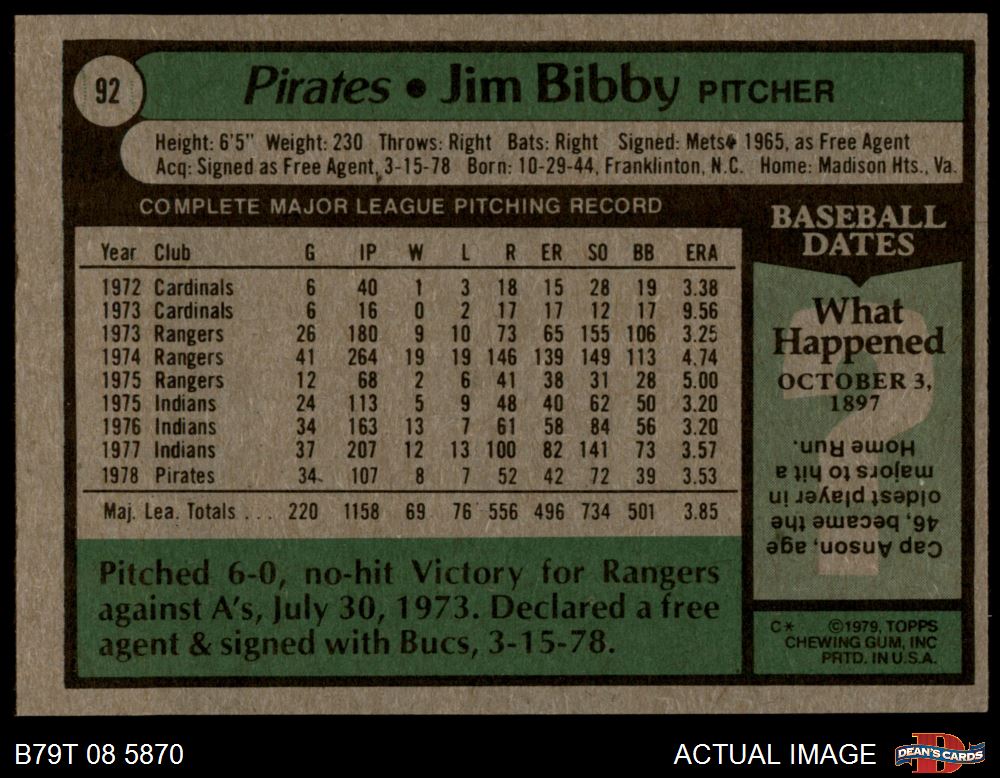 92
Pirates • Jim Bibby PITCHER
Height: 6'5" Weight: 230 Throws: Right Bats: Right Signed: Mets 1965, as Free Agent
Acq: Signed as Free Agent, 3-15-78 Born: 10-29-44, Franklinton, N.C. Home: Madison Hts., Va.
COMPLETE MAJOR LEAGUE PITCHING RECORD
Year Club G IP W L R ER SO BB ERA
1972 Cardinals 6 40 1 3 18 15 28 19 3.38
1973 Cardinals 6 16 0 2 17 17 12 17 9.56
1973 Rangers 26 180 9 10 73 65 155 106 3.25
1974 Rangers 41 264 19 19 146 139 149 113 4.74
1975 Rangers 12 68 2 6 41 38 31 28 5.00
1975 Indians 24 113 5 9 48 40 62 50 3.20
1976 Indians 34 163 13 7 61 58 84 56 3.20
1977 Indians 37 207 12 13 100 82 141 73 3.57
1978 Pirates 34 107 8 7 52 42 72 39 3.53
Maj. Lea. Totals ... 220 1158 69 76 556 496 734 501 3.85
Pitched 6-0, no-hit Victory for Rangers
against A's, July 30, 1973. Declared a free
agent & signed with Bucs, 3-15-78.
BASEBALL
DATES
What
Happened
OCTOBER 3,
1897
Cap Anson, age
46, became the
oldest player in
majors to hit a
Home Run.
C* ©1979, TOPPS
CHEWING GUM, INC
PRTD. IN U.S.A.
B79T 08 5870
ACTUAL IMAGE
DEAN'S CARDS